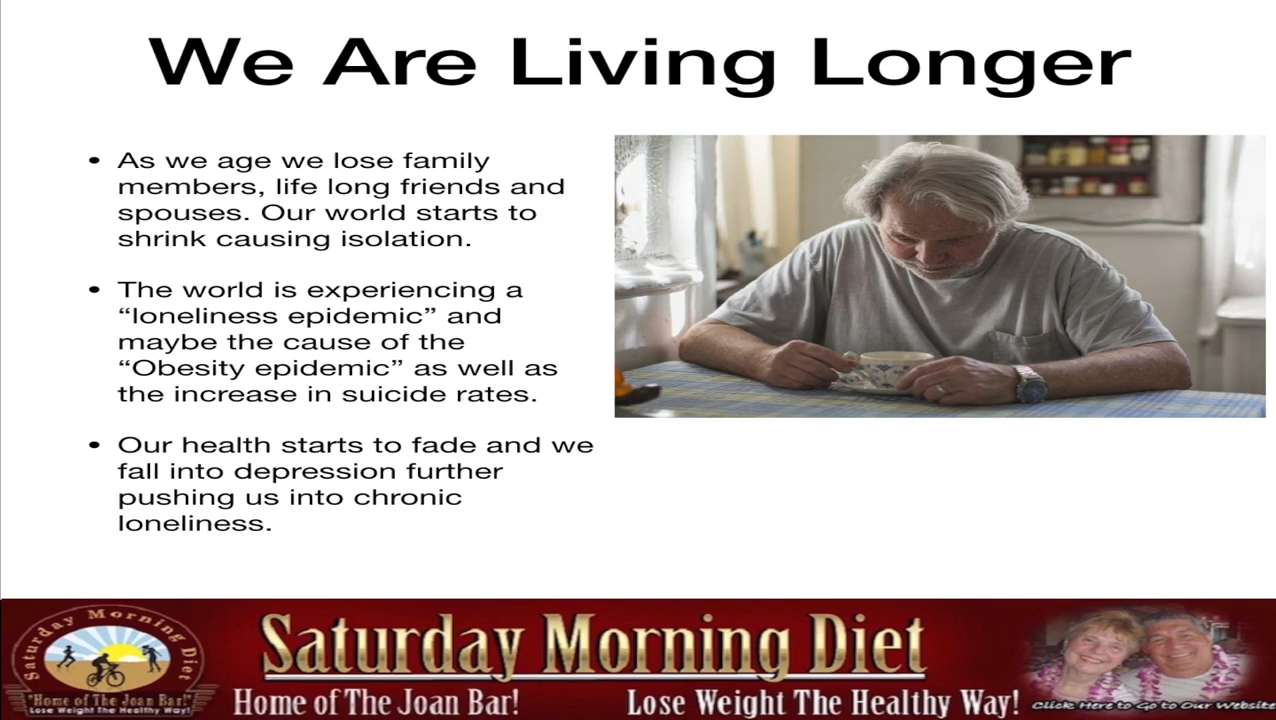 We Are Living Longer
• As we age we lose family
members, life long friends and
spouses. Our world starts to
shrink causing isolation.
• The world is experiencing a
“loneliness epidemic” and
maybe the cause of the
“Obesity epidemic” as well as
the increase in suicide rates.
• Our health starts to fade and we
fall into depression further
pushing us into chronic
loneliness.
Saturday Morning Diet
"Home of The Joan Bar!"
Lose Weight The Healthy Way!
Saturday Morning Diet
Home of The Joan Bar! Lose Weight The Healthy Way!
Click Here to Go to Our Website